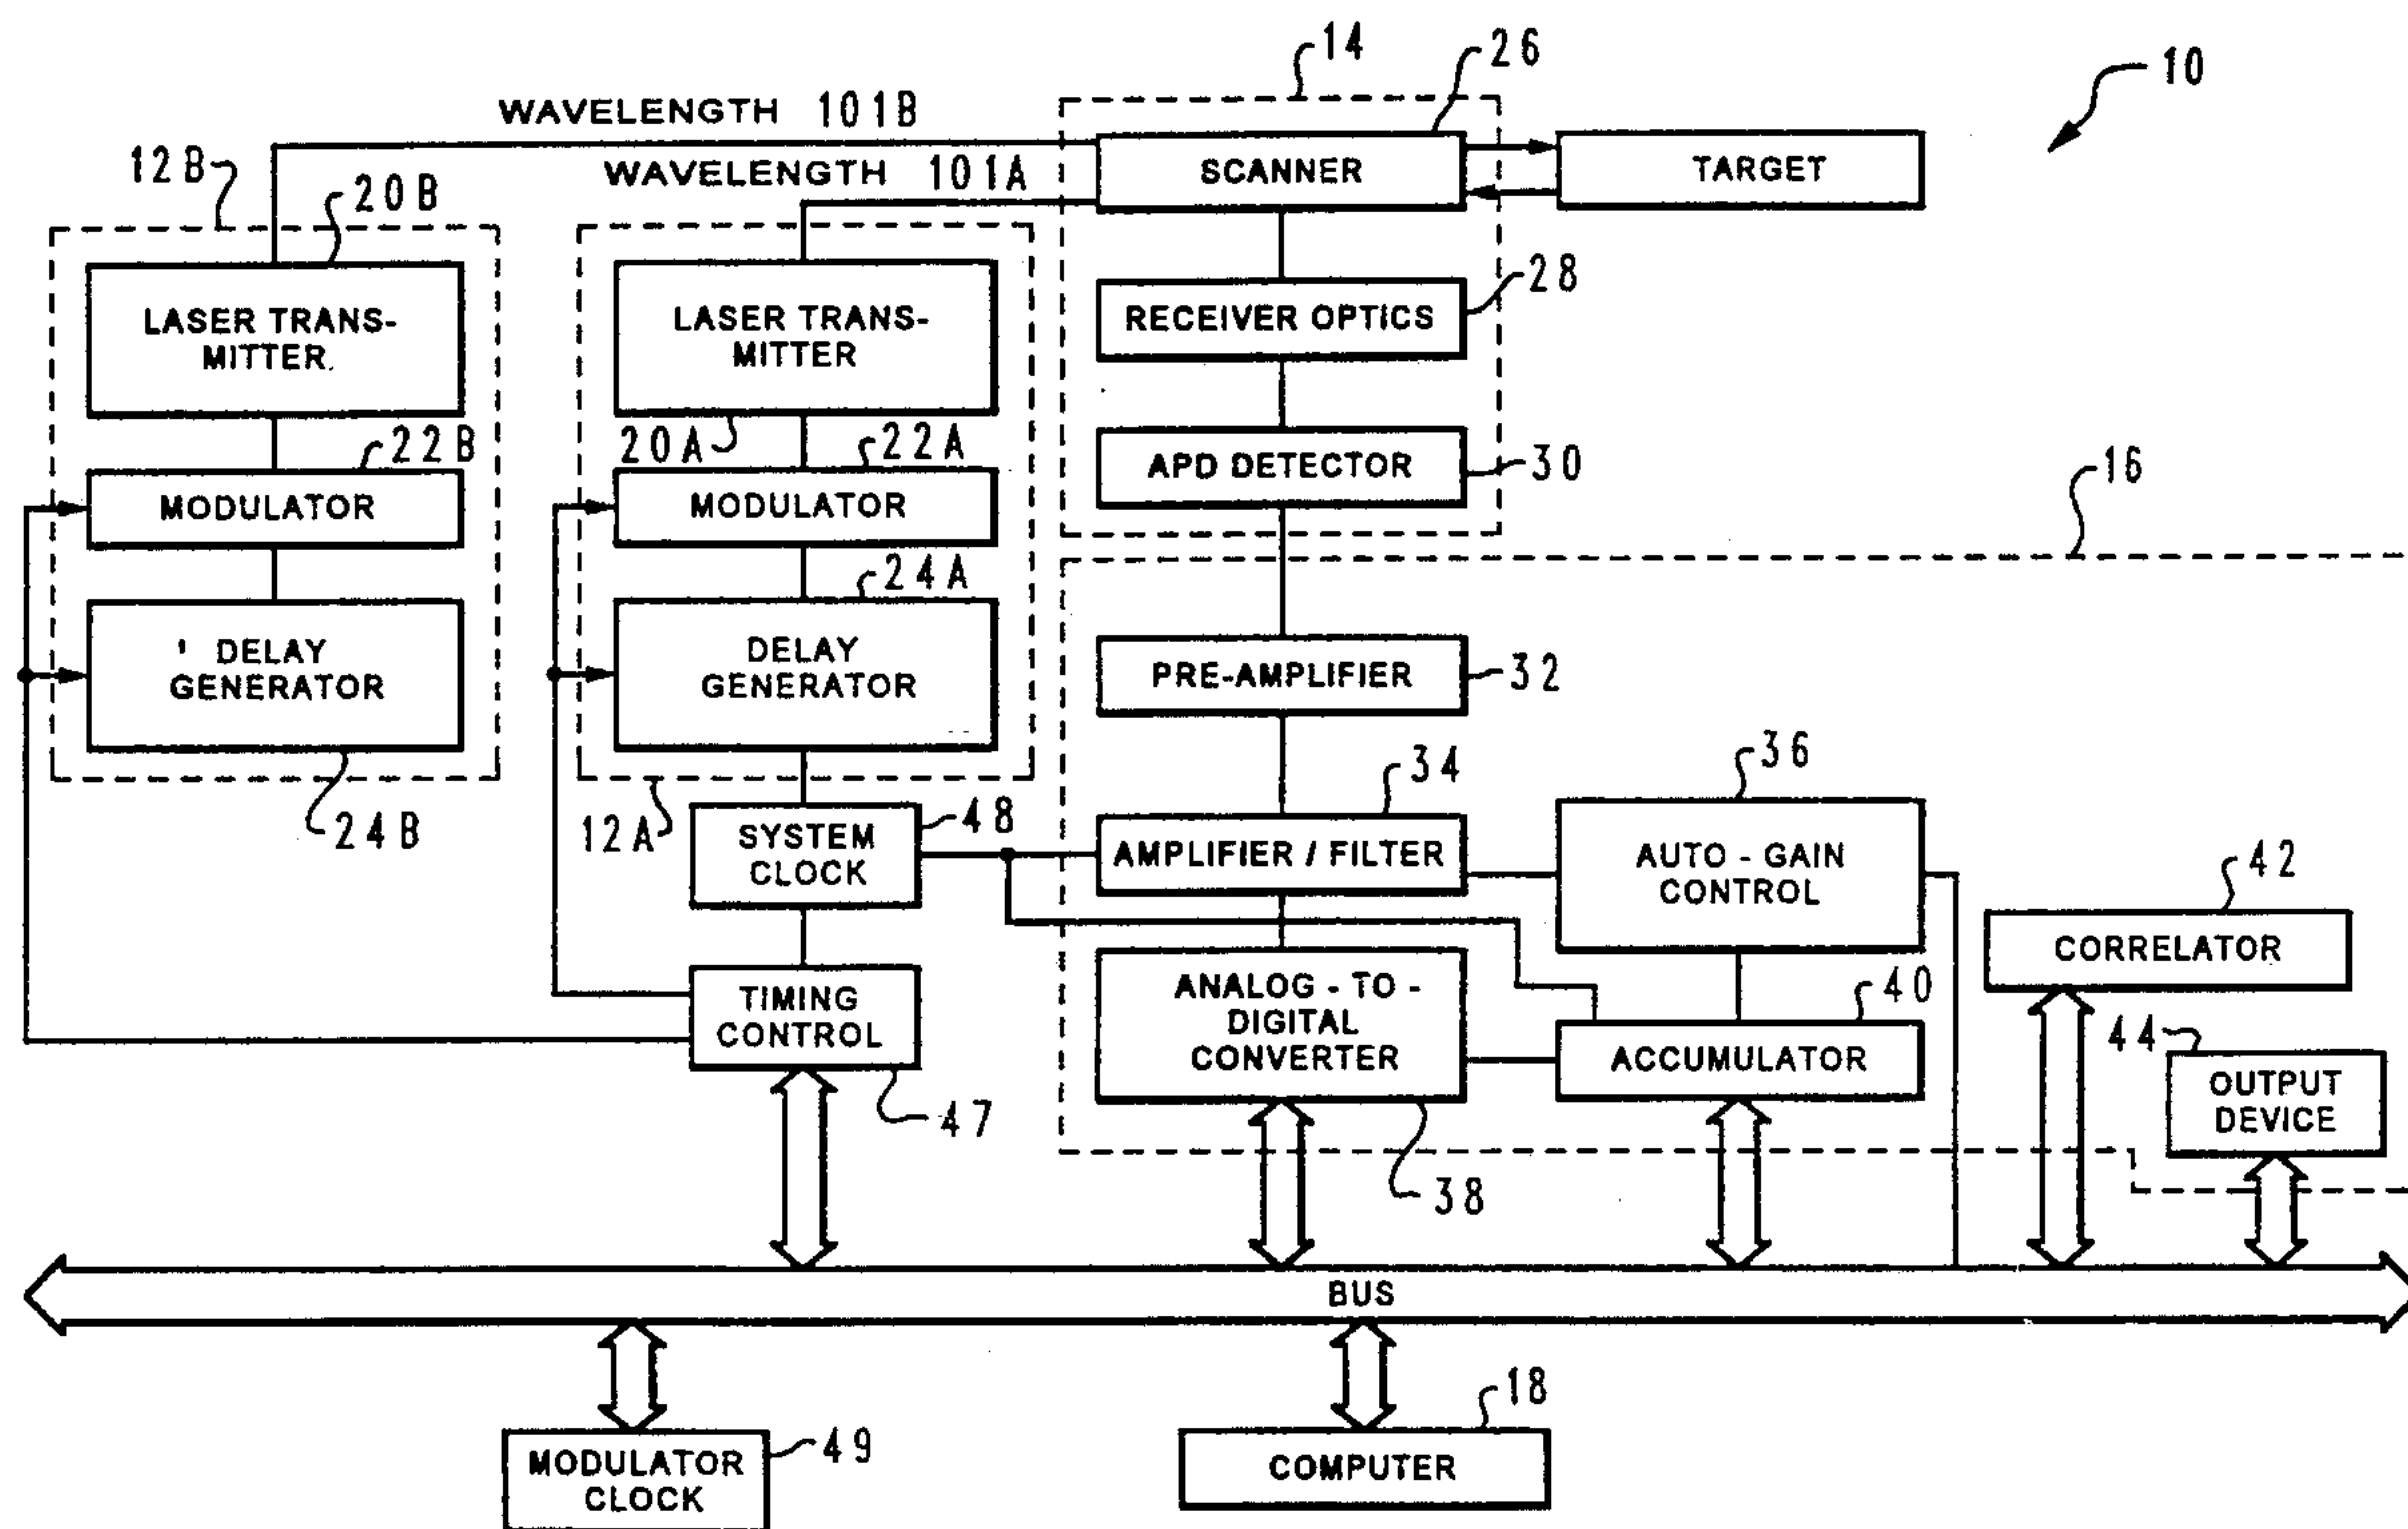 14
26
10
WAVELENGTH 101B
12B
20B
WAVELENGTH 101A
SCANNER
TARGET
LASER TRANS-
MITTER
LASER TRANS-
MITTER
RECEIVER OPTICS
28
20A
22B
22A
APD DETECTOR
30
16
MODULATOR
MODULATOR
24A
DELAY
GENERATOR
DELAY
GENERATOR
PRE-AMPLIFIER
32
24B
12A
SYSTEM
CLOCK
48
34
36
AMPLIFIER / FILTER
AUTO - GAIN
CONTROL
42
CORRELATOR
TIMING
CONTROL
47
ANALOG - TO -
DIGITAL
CONVERTER
38
40
ACCUMULATOR
44
OUTPUT
DEVICE
BUS
MODULATOR
CLOCK
49
18
COMPUTER